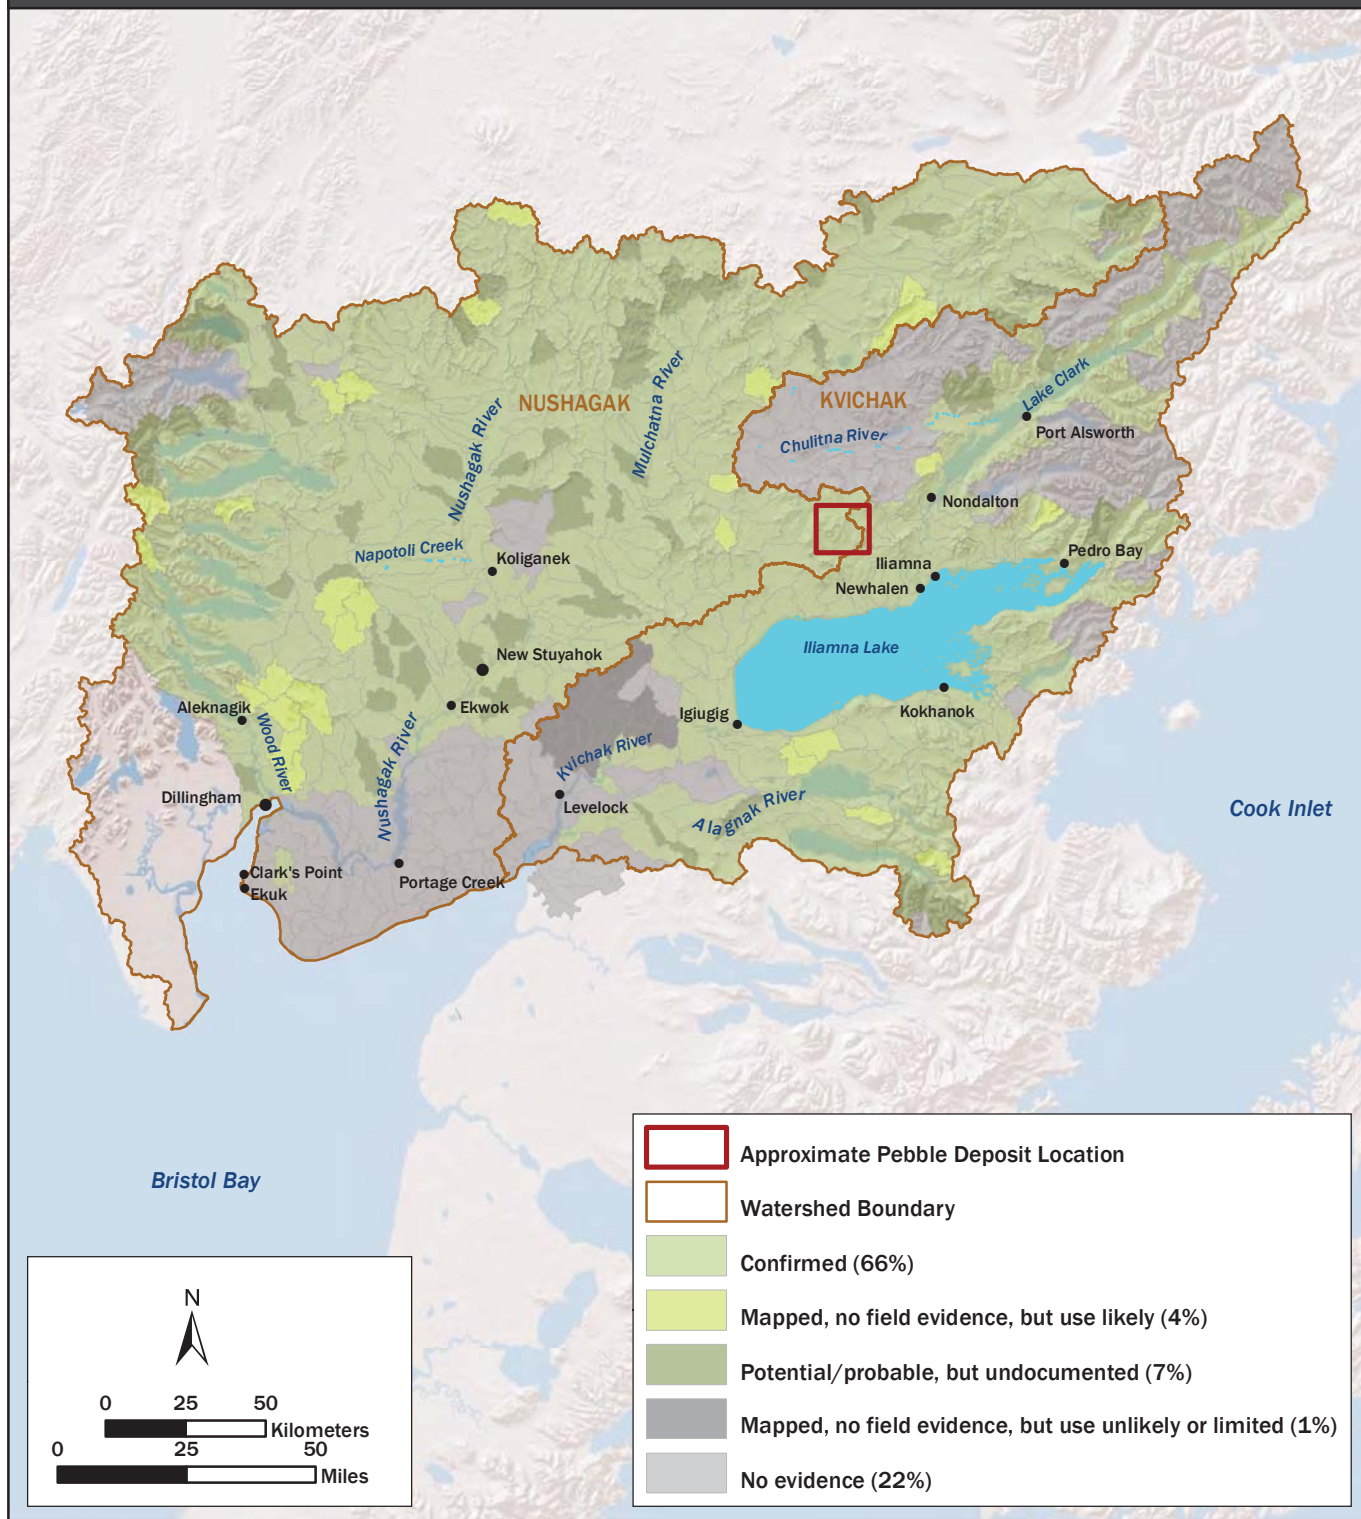 NUSHAGAK
KVICHAK
Nushagak River
Mulchatna River
Lake Clark
Port Alsworth
Chulitna River
Nondalton
Napotoli Creek
Koliganek
Pedro Bay
Iliamna
Newhalen
Iliamna Lake
New Stuyahok
Aleknagik
Ekwok
Igiugig
Kokhanok
Wood River
Nushagak River
Kvichak River
Dillingham
Levelock
Alagnak River
Cook Inlet
Clark's Point
Portage Creek
Ekuk
Bristol Bay
Approximate Pebble Deposit Location
Watershed Boundary
Confirmed (66%)
Mapped, no field evidence, but use likely (4%)
Potential/probable, but undocumented (7%)
Mapped, no field evidence, but use unlikely or limited (1%)
No evidence (22%)
N
0 25 50
Kilometers
0 25 50
Miles